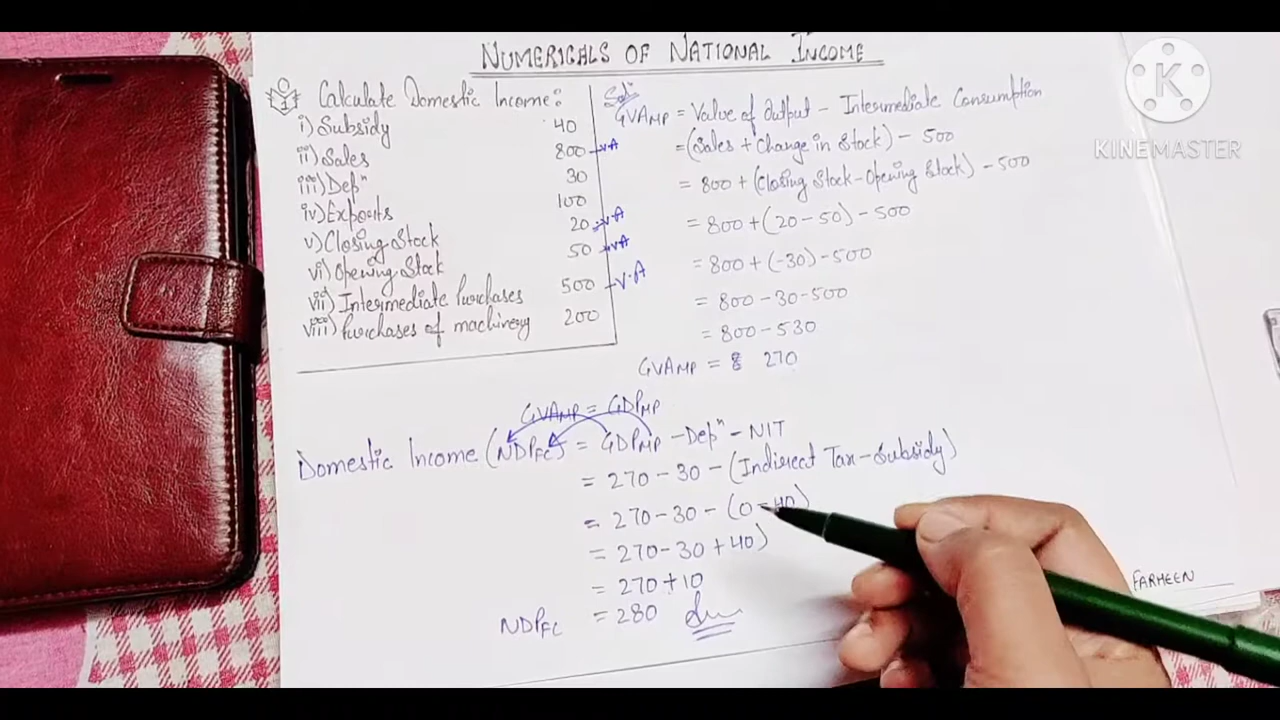 NUMERICALS OF NATIONAL INCOME
Q1 Calculate Domestic Income:
i) Subsidy 40
ii) Sales 800 V.A
iii) Depⁿ 30
iv) Exports 100
v) Closing Stock 20 V.A
vi) Opening Stock 50 V.A
vii) Intermediate Purchases 500 V.A
viii) Purchases of machinery 200
Solⁿ
GVAMP = Value of Output - Intermediate Consumption
=(Sales + Change in Stock) - 500
= 800 + (Closing Stock - Opening Stock) - 500
= 800 + (20 - 50) - 500
= 800 + (-30) - 500
= 800 - 30 - 500
= 800 - 530
GVAMP = 270
GVAMP = GDPMP
Domestic Income (NDPFC) = GDPMP - Depⁿ - NIT
= 270 - 30 - (Indirect Tax - Subsidy)
= 270 - 30 - (0 - 40)
= 270 - 30 + 40)
= 270 + 10
NDPFC = 280
FARHEEN
K
KINEMASTER